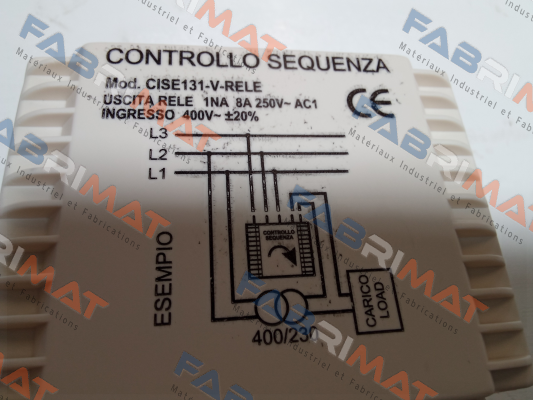 CONTROLLO SEQUENZA
Mod. CISE131-V-RELE
USCITA RELE 1NA 8A 250V~ AC1
INGRESSO 400V~ ±20%
CE
L3
L2
L1
CONTROLLO
SEQUENZA
ESEMPIO
400/230
CARICO
LOAD
FABRIMAT
Materiaux Industriel et Fabrications